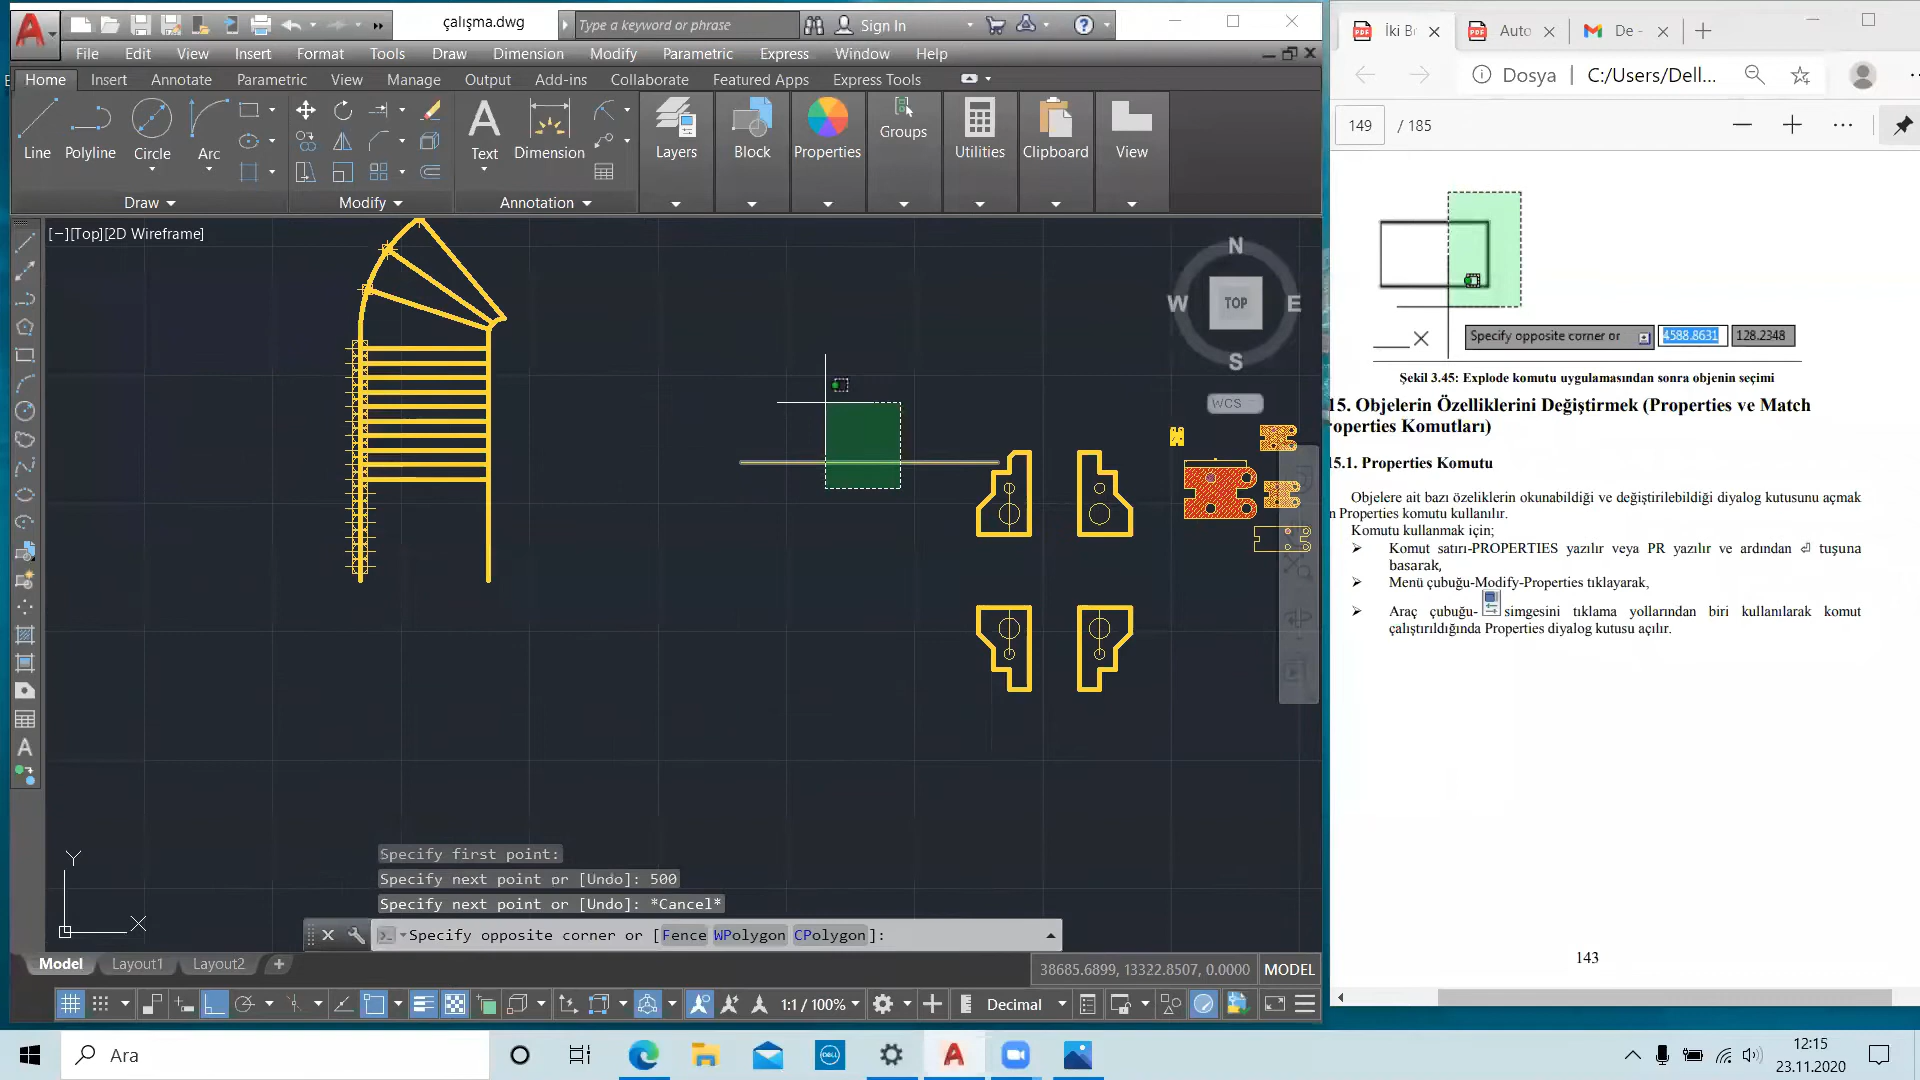 çalışma.dwg
Type a keyword or phrase
Sign In
File Edit View Insert Format Tools Draw Dimension Modify Parametric Express Window Help
Home Insert Annotate Parametric View Manage Output Add-ins Collaborate Featured Apps Express Tools
Line Polyline Circle Arc
Text Dimension
Layers Block Properties Groups Utilities Clipboard View
Draw Modify Annotation
[−][Top][2D Wireframe]
N
W TOP E
S
WCS
Y
X
Specify first point:
Specify next point or [Undo]: 500
Specify next point or [Undo]: *Cancel*
Specify opposite corner or [Fence WPolygon CPolygon]:
Model Layout1 Layout2
38685.6899, 13322.8507, 0.0000 MODEL
1:1 / 100% Decimal
İki Br Auto De -
Dosya C:/Users/Dell...
149 / 185
Specify opposite corner or 4588.8631 128.2348
Şekil 3.45: Explode komutu uygulamasından sonra objenin seçimi
15. Objelerin Özelliklerini Değiştirmek (Properties ve Match
roperties Komutları)
15.1. Properties Komutu
Objelere ait bazı özeliklerin okunabildiği ve değiştirilebildiği diyalog kutusunu açmak
n Properties komutu kullanılır.
Komutu kullanmak için;
Komut satırı-PROPERTIES yazılır veya PR yazılır ve ardından ⏎ tuşuna
basarak,
Menü çubuğu-Modify-Properties tıklayarak,
Araç çubuğu- simgesini tıklama yollarından biri kullanılarak komut
çalıştırıldığında Properties diyalog kutusu açılır.
143
Ara
DELL
12:15
23.11.2020